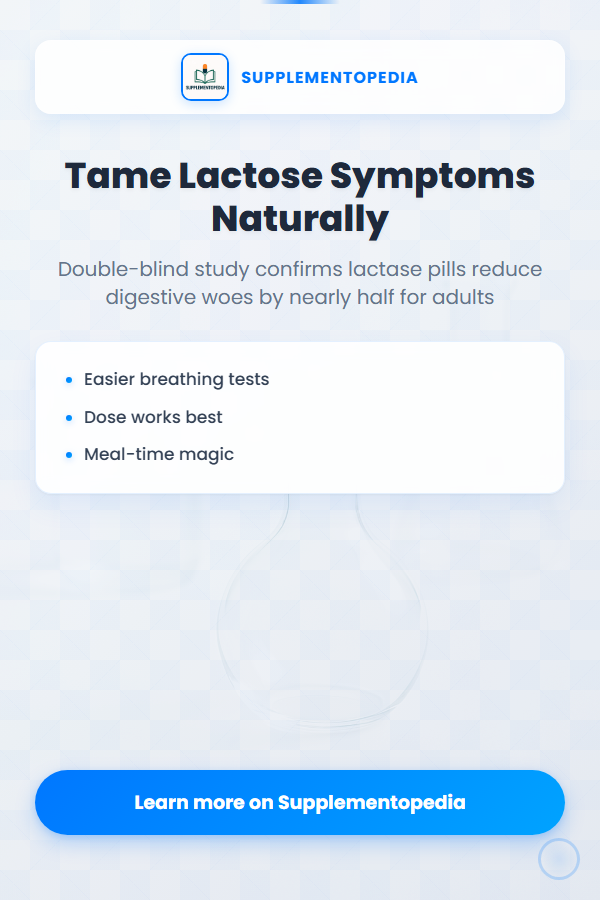 SUPPLEMENTOPEDIA
SUPPLEMENTOPEDIA
Tame Lactose Symptoms
Naturally
Double-blind study confirms lactase pills reduce
digestive woes by nearly half for adults
Easier breathing tests
Dose works best
Meal-time magic
Learn more on Supplementopedia